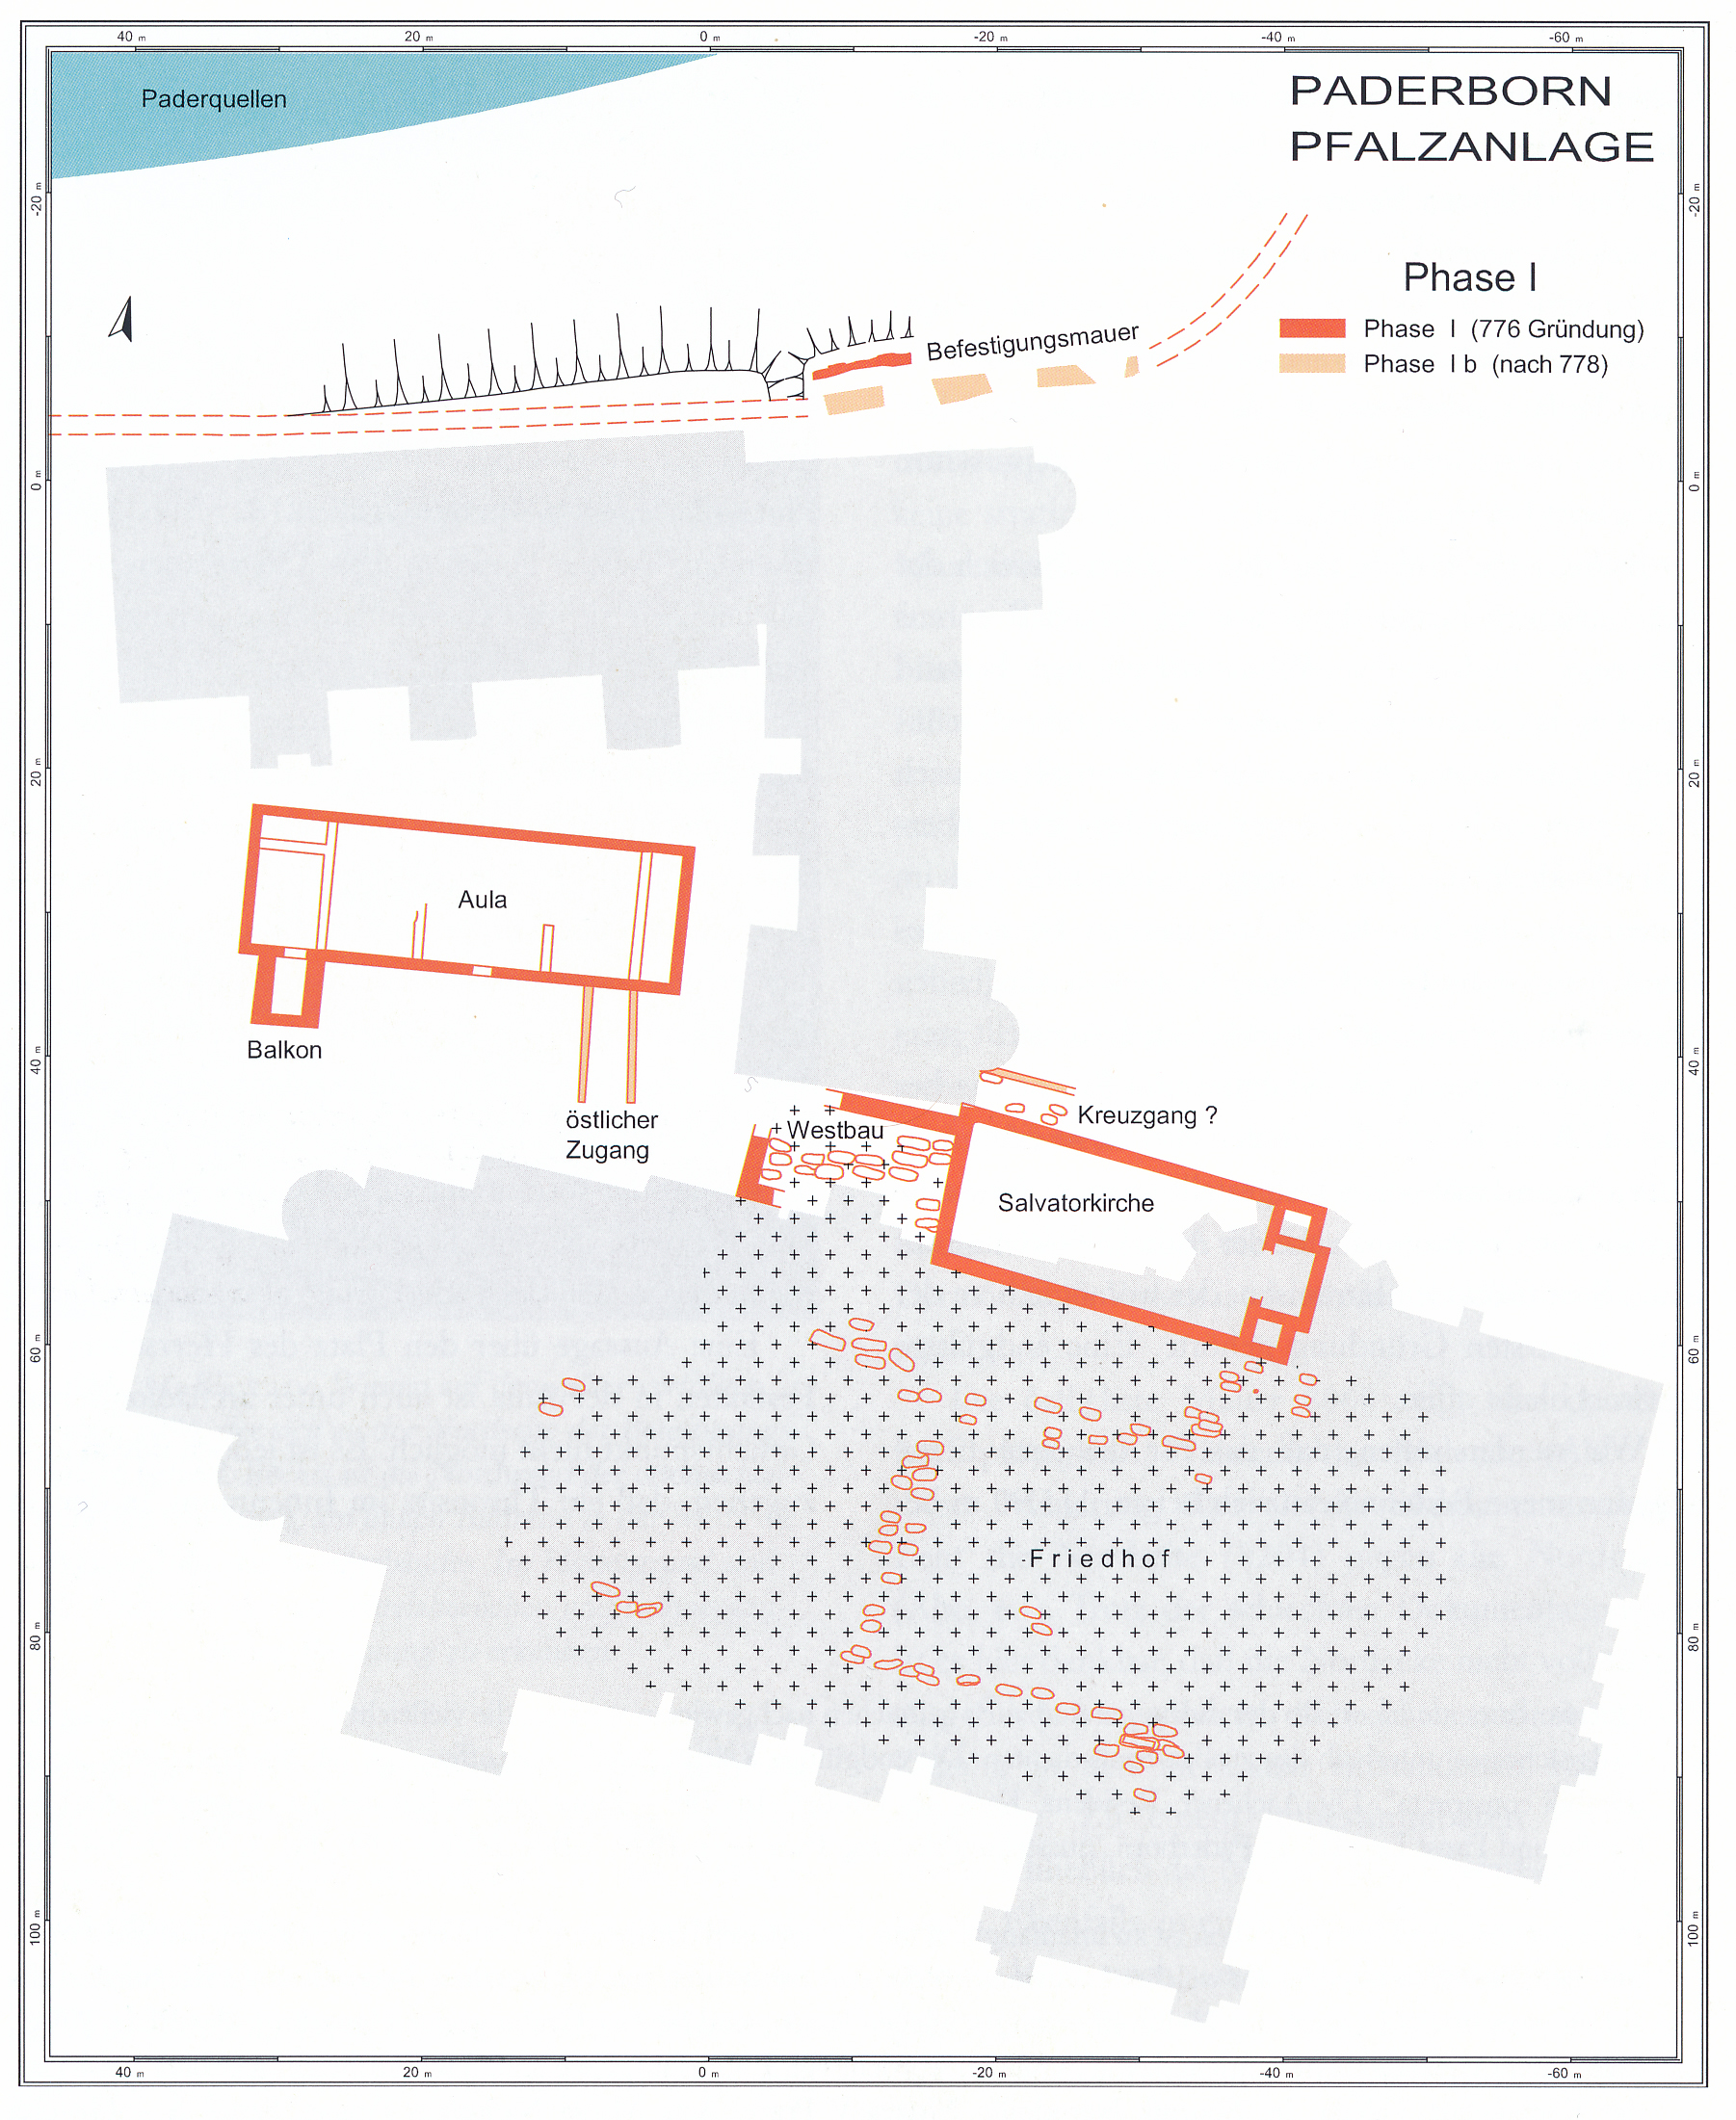 40 m 20 m 0 m -20 m -40 m -60 m
Paderquellen
PADERBORN
PFALZANLAGE
-20 m
-20 m
Phase I
Phase I (776 Gründung)
Phase I b (nach 778)
Befestigungsmauer
0 m
0 m
20 m
20 m
Aula
Balkon
40 m
40 m
östlicher
Zugang
Westbau
Kreuzgang ?
Salvatorkirche
60 m
60 m
Friedhof
80 m
80 m
100 m
100 m
40 m 20 m 0 m -20 m -40 m -60 m